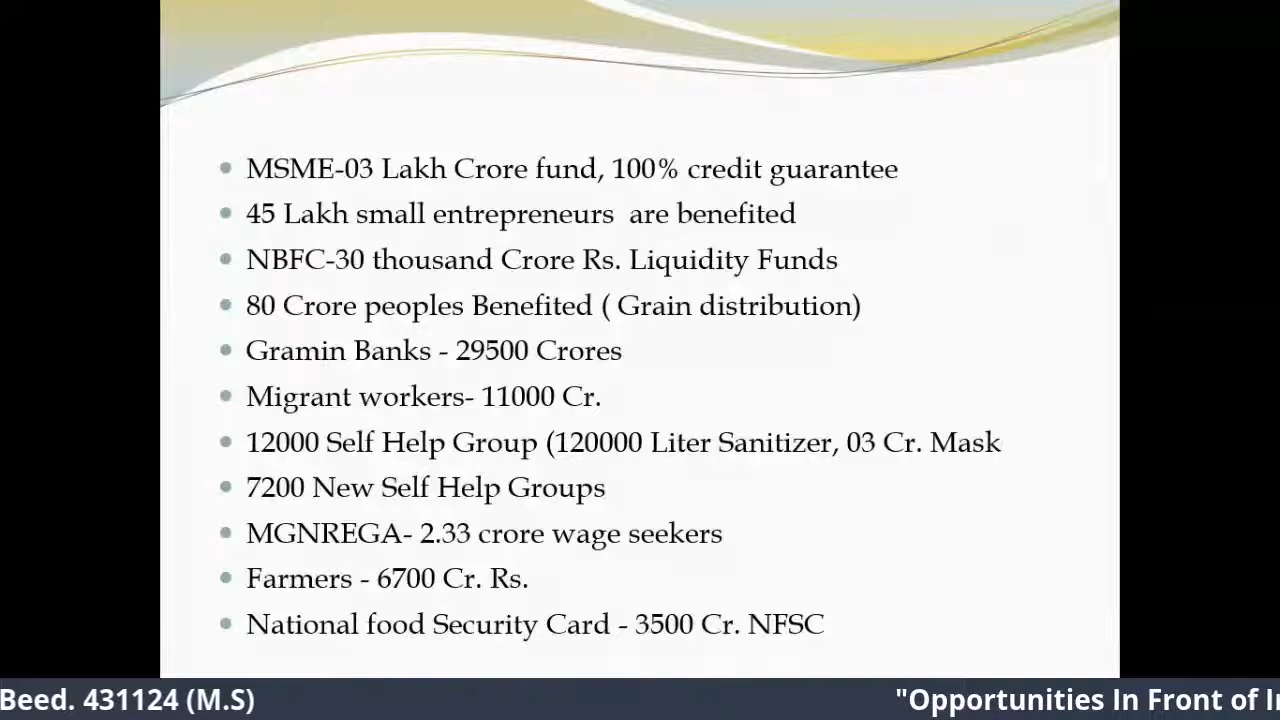 MSME-03 Lakh Crore fund, 100% credit guarantee
45 Lakh small entrepreneurs  are benefited
NBFC-30 thousand Crore Rs. Liquidity Funds
80 Crore peoples Benefited ( Grain distribution)
Gramin Banks - 29500 Crores
Migrant workers- 11000 Cr.
12000 Self Help Group (120000 Liter Sanitizer, 03 Cr. Mask
7200 New Self Help Groups
MGNREGA- 2.33 crore wage seekers
Farmers - 6700 Cr. Rs.
National food Security Card - 3500 Cr. NFSC
Beed. 431124 (M.S) "Opportunities In Front of